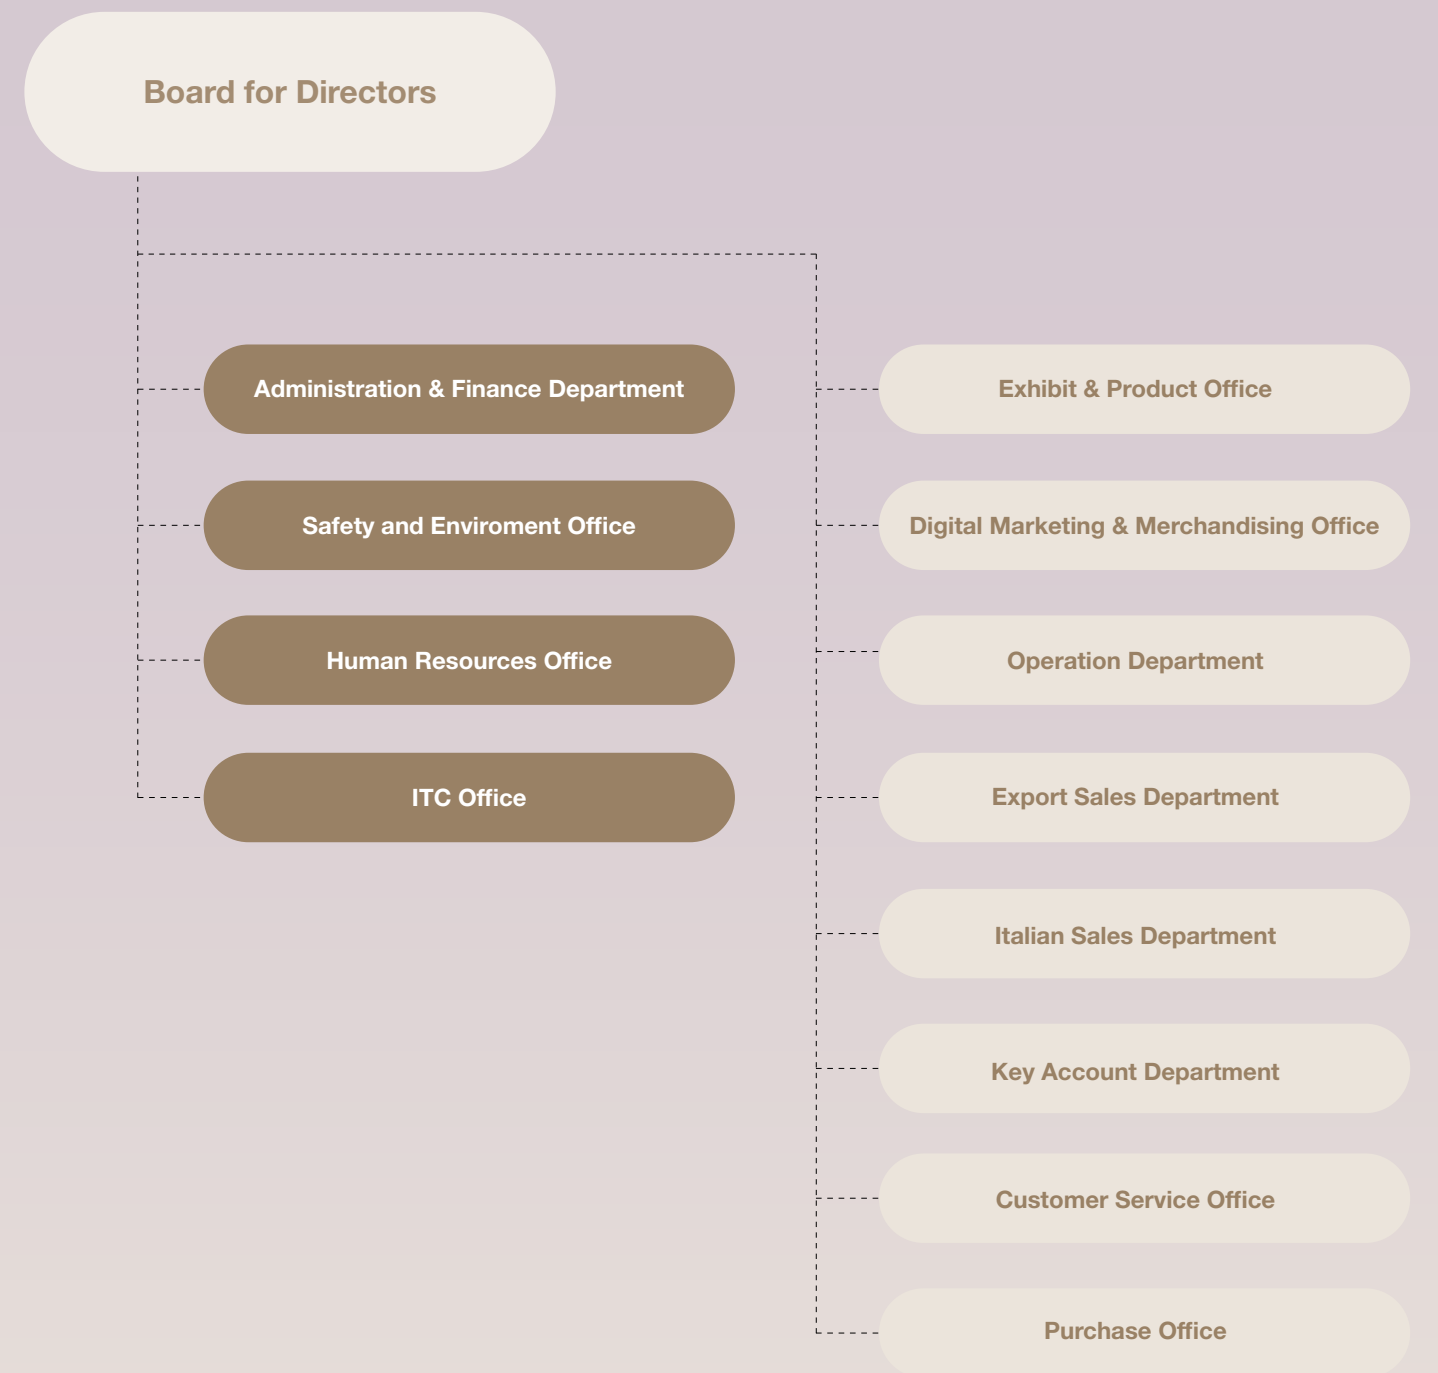 Board for Directors
Administration & Finance Department
Safety and Enviroment Office
Human Resources Office
ITC Office
Exhibit & Product Office
Digital Marketing & Merchandising Office
Operation Department
Export Sales Department
Italian Sales Department
Key Account Department
Customer Service Office
Purchase Office